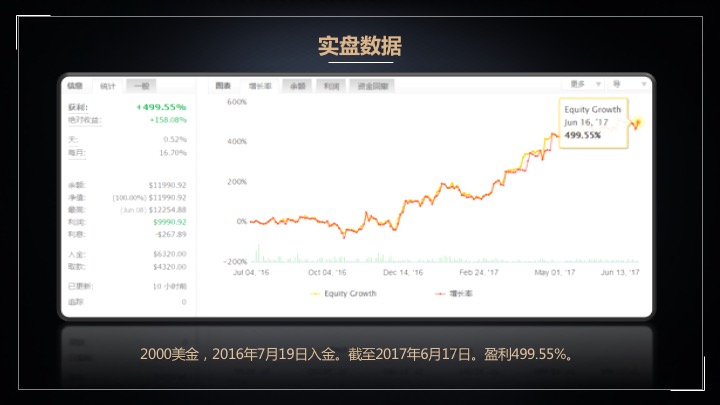 实盘数据
信息 统计 一般
图表 增长率 余额 利润 资金回撤
更多
获利: +499.55%
绝对收益: +158.08%
天: 0.52%
每月: 16.70%
余额: $11990.92
净值: (100.00%) $11990.92
最高: (Jun 08) $12254.88
利润: $9990.92
利息: -$267.89
入金: $6320.00
取款: $4320.00
已更新: 10 小时前
追踪 0
600%
400%
200%
0%
-200%
Equity Growth
Jun 16, '17
499.55%
Jul 04, '16 Oct 04, '16 Dec 14, '16 Feb 24, '17 May 01, '17 Jun 13, '17
Equity Growth 增长率
2000美金，2016年7月19日入金。截至2017年6月17日。盈利499.55%。